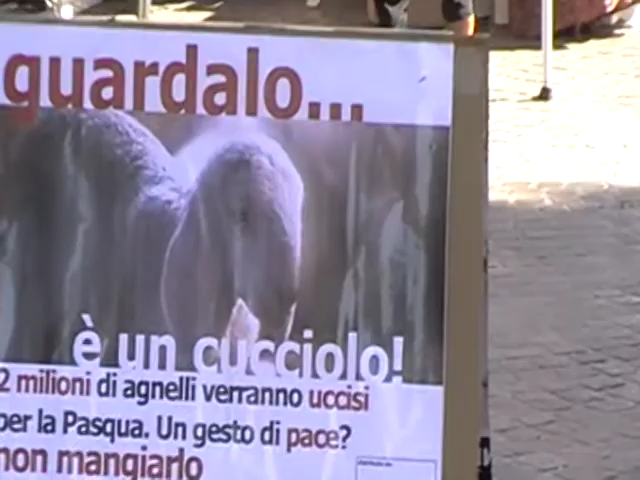 guardalo...
è un cucciolo!
2 milioni di agnelli verranno uccisi
per la Pasqua. Un gesto di pace?
non mangiarlo